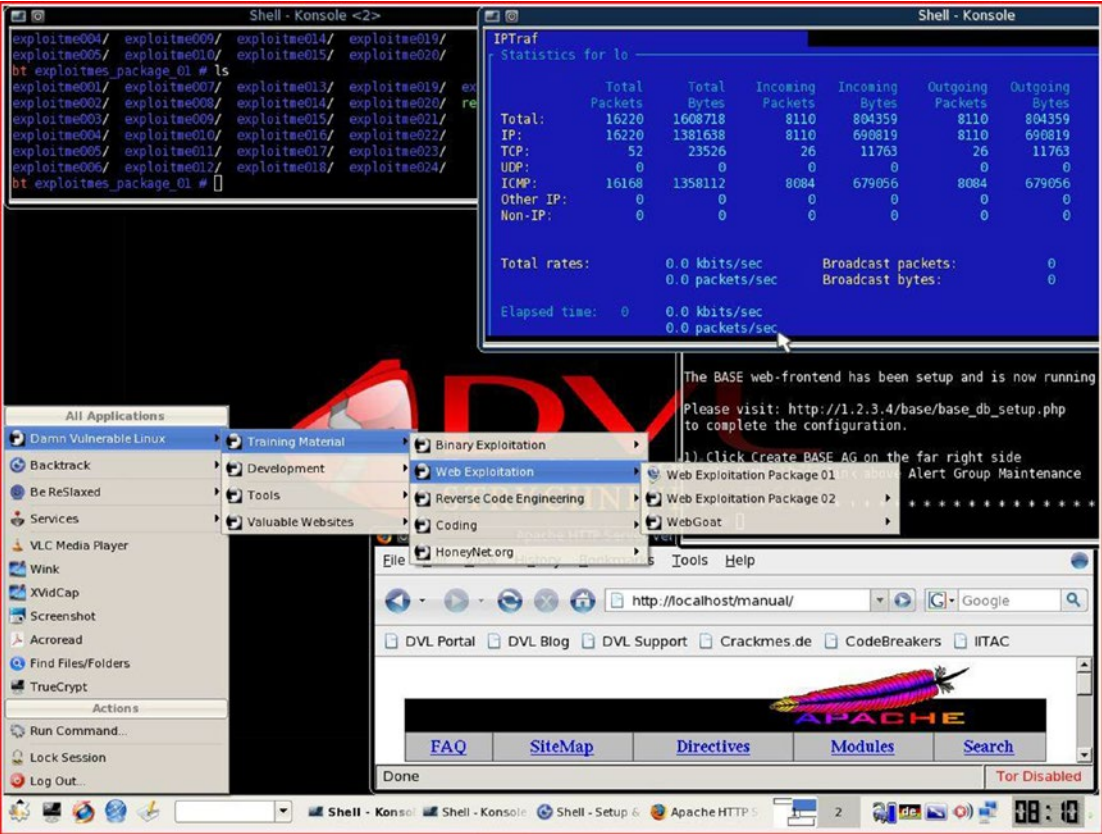 Shell - Konsole <2>
exploitme004/ exploitme009/ exploitme014/ exploitme019/
exploitme005/ exploitme010/ exploitme015/ exploitme020/
bt exploitmes_package_01 # ls
exploitme001/ exploitme007/ exploitme013/ exploitme019/ ex
exploitme002/ exploitme008/ exploitme014/ exploitme020/ re
exploitme003/ exploitme009/ exploitme015/ exploitme021/
exploitme004/ exploitme010/ exploitme016/ exploitme022/
exploitme005/ exploitme011/ exploitme017/ exploitme023/
exploitme006/ exploitme012/ exploitme018/ exploitme024/
bt exploitmes_package_01 #
Shell - Konsole
IPTraf
Statistics for lo
Total Total Incoming Incoming Outgoing Outgoing
Packets Bytes Packets Bytes Packets Bytes
Total: 16220 1608718 8110 804359 8110 804359
IP: 16220 1381638 8110 690819 8110 690819
TCP: 52 23526 26 11763 26 11763
UDP: 0 0 0 0 0 0
ICMP: 16168 1358112 8084 679056 8084 679056
Other IP: 0 0 0 0 0 0
Non-IP: 0 0 0 0 0 0
Total rates: 0.0 kbits/sec Broadcast packets: 0
0.0 packets/sec Broadcast bytes: 0
Elapsed time: 0 0.0 kbits/sec
0.0 packets/sec
The BASE web-frontend has been setup and is now running
Please visit: http://1.2.3.4/base/base_db_setup.php
to complete the configuration.
1) Click Create BASE AG on the far right side
above Alert Group Maintenance
* * * * * * * * * * * * *
DVL
All Applications
Damn Vulnerable Linux
Backtrack
Be ReSlaxed
Services
VLC Media Player
Wink
XVidCap
Screenshot
Acroread
Find Files/Folders
TrueCrypt
Actions
Run Command...
Lock Session
Log Out...
Training Material
Development
Tools
Valuable Websites
Binary Exploitation
Web Exploitation
Reverse Code Engineering
Coding
HoneyNet.org
Web Exploitation Package 01
Web Exploitation Package 02
WebGoat
File Tools Help
http://localhost/manual/
Google
DVL Portal DVL Blog DVL Support Crackmes.de CodeBreakers IITAC
APACHE
FAQ SiteMap Directives Modules Search
Done Tor Disabled
Shell - Konsol Shell - Konsole Shell - Setup & Apache HTTP S 1 2 de 08:10